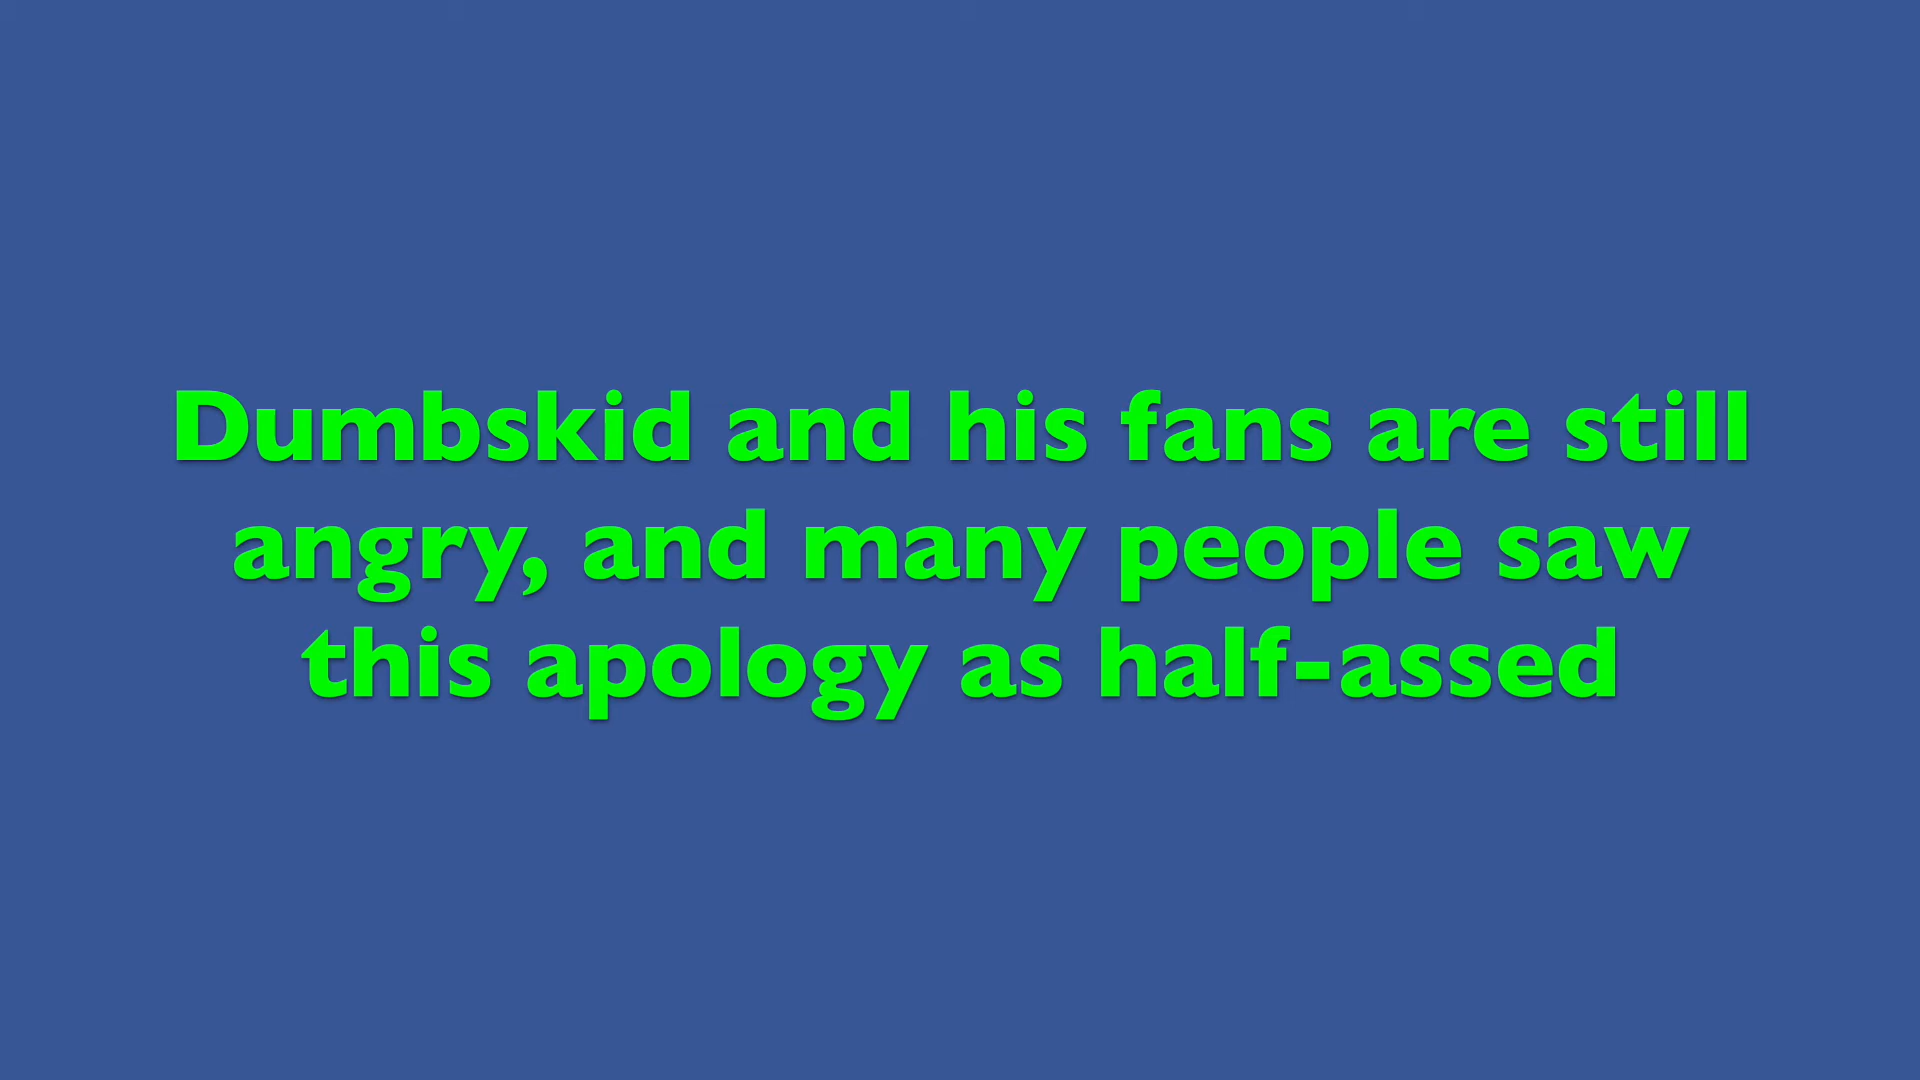 Dumbskid and his fans are still
angry, and many people saw
this apology as half-assed